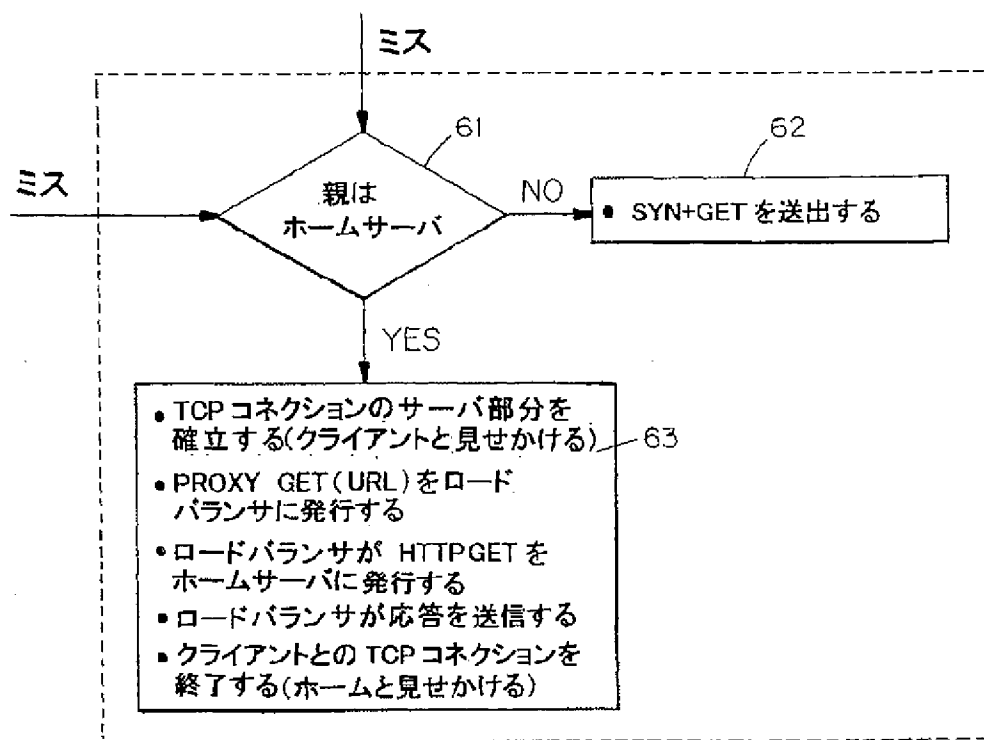 ミス
61
62
ミス
親は
ホームサーバ
NO
• SYN+GET を送出する
YES
• TCP コネクションのサーバ部分を
確立する(クライアントと見せかける)
63
• PROXY GET(URL)をロード
バランサに発行する
• ロードバランサが HTTPGET を
ホームサーバに発行する
• ロードバランサが応答を送信する
• クライアントとの TCP コネクションを
終了する(ホームと見せかける)